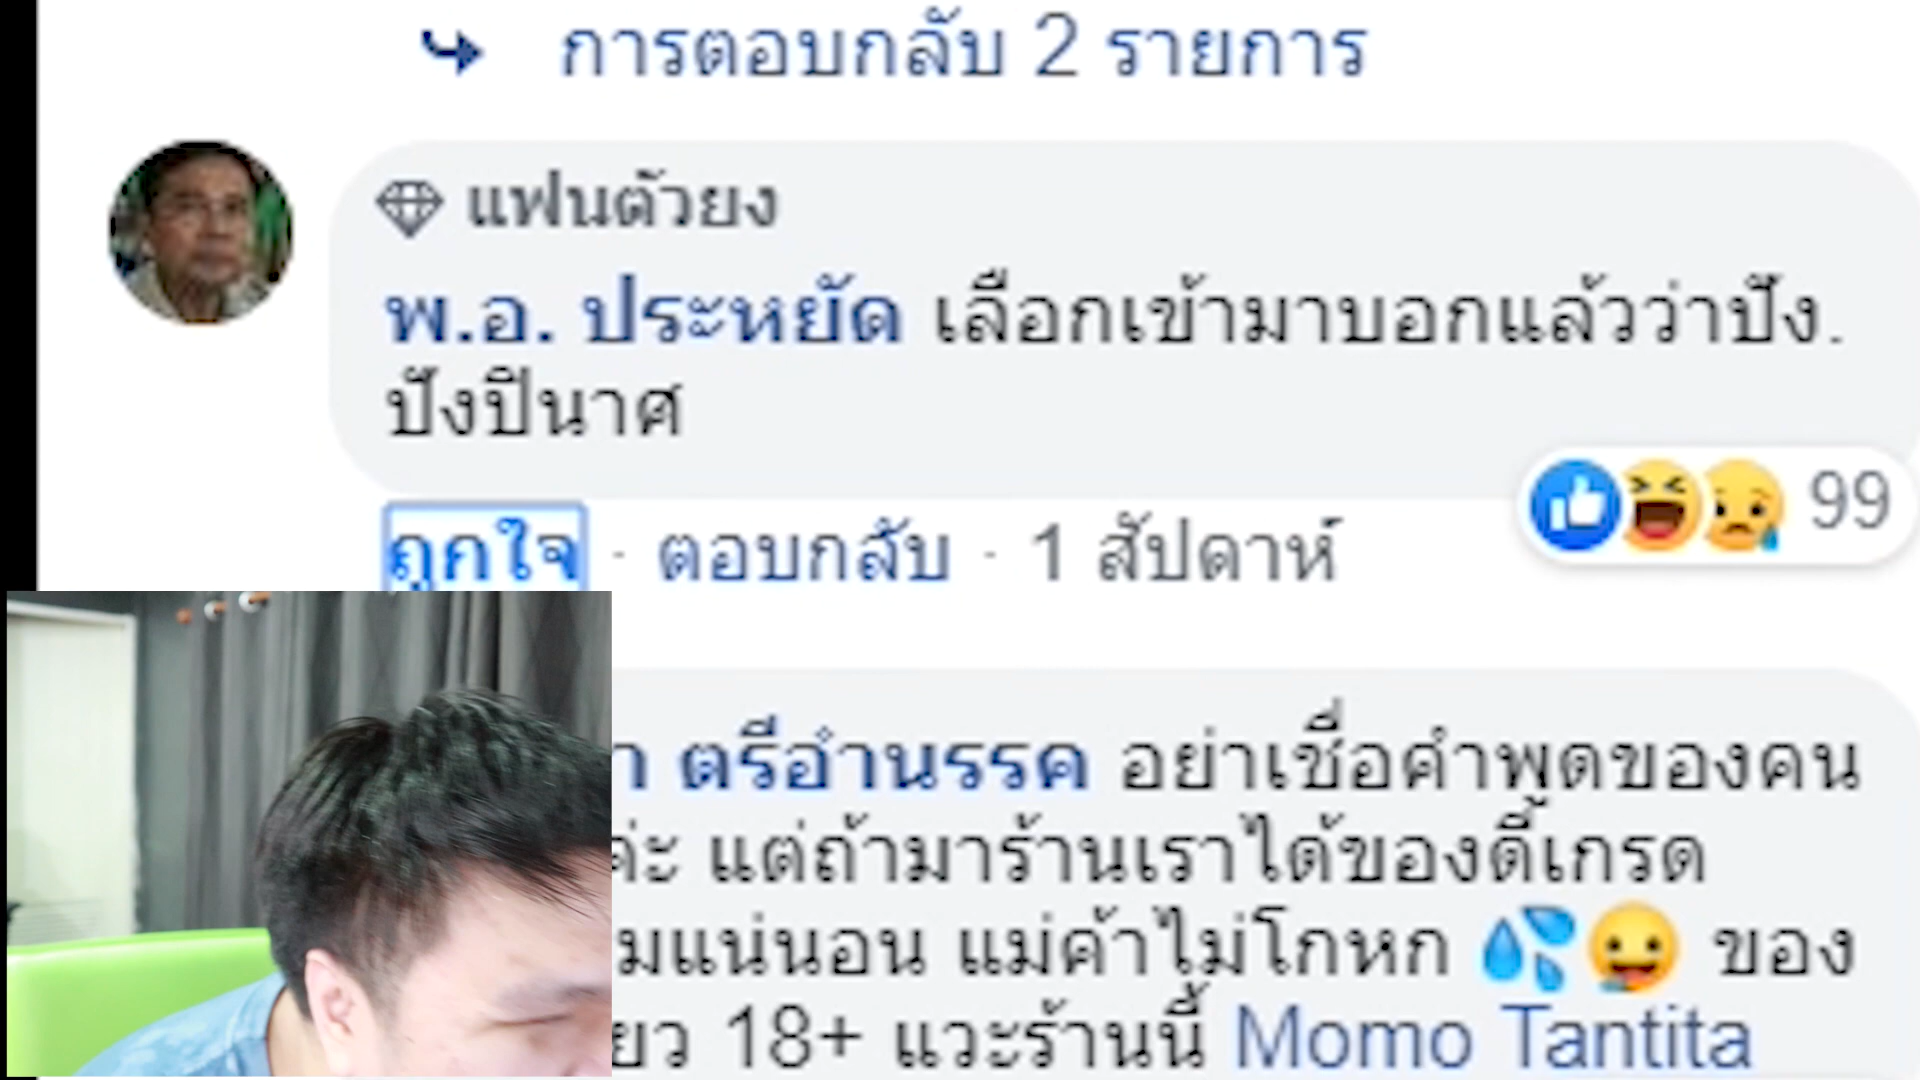 การตอบกลับ 2 รายการ
แฟนตัวยง
พ.อ. ประหยัด เลือกเข้ามาบอกแล้วว่าปัง.
ปังปินาศ
ถูกใจ · ตอบกลับ · 1 สัปดาห์
99
ตรีอำนรรค อย่าเชื่อคำพูดของคน
ค่ะ แต่ถ้ามาร้านเราได้ของดีเกรด
แน่นอน แม่ค้าไม่โกหก 💦😛 ของ
18+ แวะร้านนี้ Momo Tantita